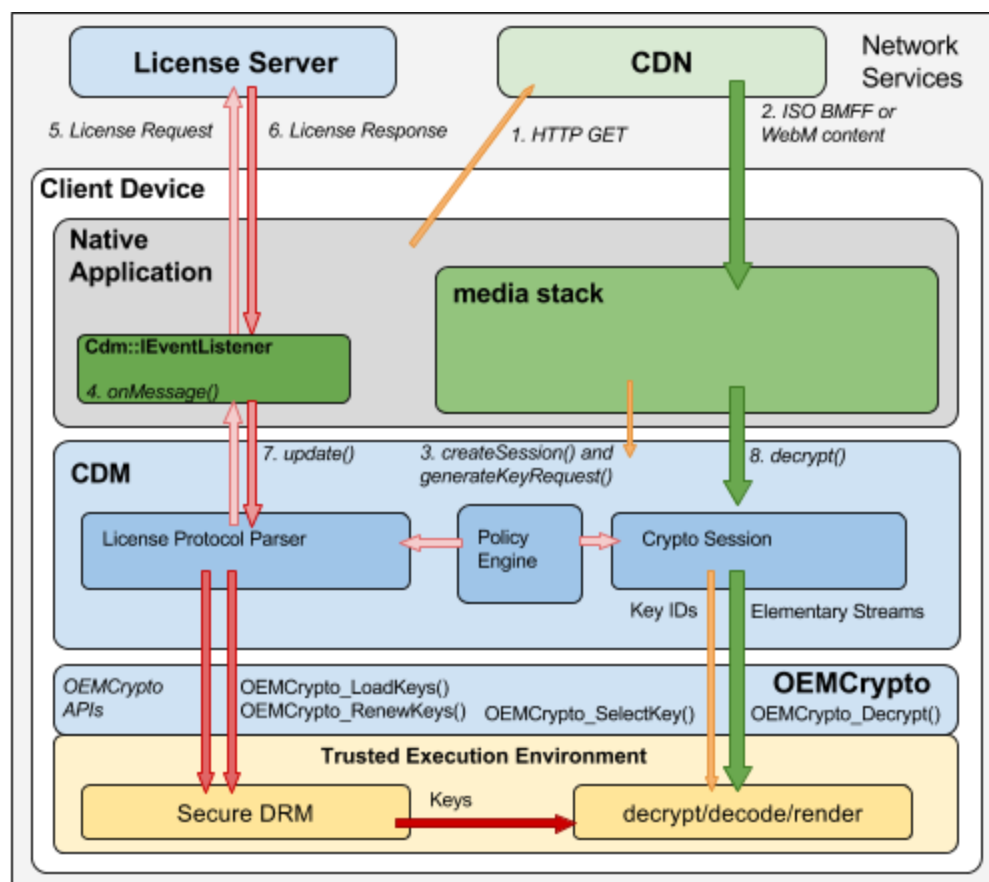 License Server
CDN
Network
Services
5. License Request
6. License Response
1. HTTP GET
2. ISO BMFF or
WebM content
Client Device
Native
Application
media stack
Cdm::IEventListener
4. onMessage()
7. update()
3. createSession() and
generateKeyRequest()
8. decrypt()
CDM
License Protocol Parser
Policy
Engine
Crypto Session
Key IDs
Elementary Streams
OEMCrypto
APIs
OEMCrypto_LoadKeys()
OEMCrypto_RenewKeys()
OEMCrypto_SelectKey()
OEMCrypto
OEMCrypto_Decrypt()
Trusted Execution Environment
Secure DRM
Keys
decrypt/decode/render